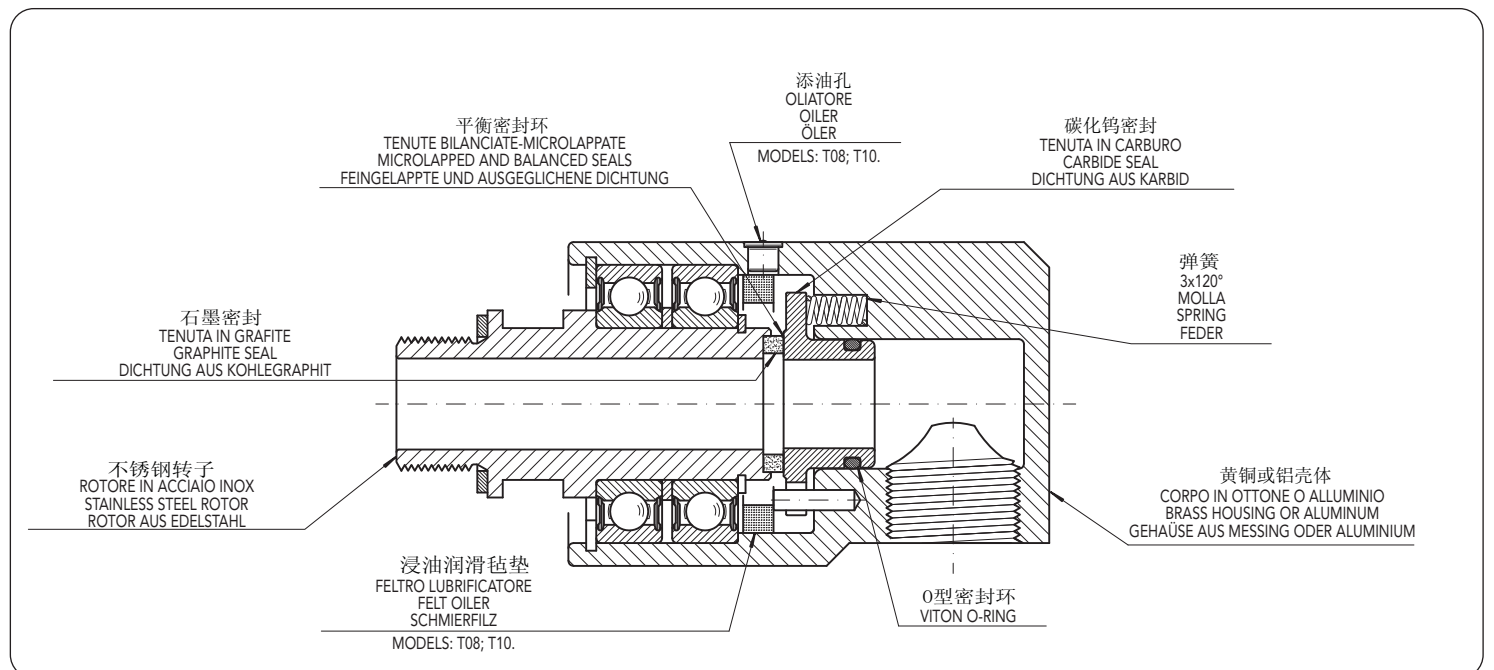 添油孔
OLIATORE
OILER
ÖLER
MODELS: T08; T10.
平衡密封环
TENUTE BILANCIATE-MICROLAPPATE
MICROLAPPED AND BALANCED SEALS
FEINGELAPPTE UND AUSGEGLICHENE DICHTUNG
碳化钨密封
TENUTA IN CARBURO
CARBIDE SEAL
DICHTUNG AUS KARBID
弹簧
3x120°
MOLLA
SPRING
FEDER
石墨密封
TENUTA IN GRAFITE
GRAPHITE SEAL
DICHTUNG AUS KOHLEGRAPHIT
不锈钢转子
ROTORE IN ACCIAIO INOX
STAINLESS STEEL ROTOR
ROTOR AUS EDELSTAHL
黄铜或铝壳体
CORPO IN OTTONE O ALLUMINIO
BRASS HOUSING OR ALUMINUM
GEHAÜSE AUS MESSING ODER ALUMINIUM
浸油润滑毡垫
FELTRO LUBRIFICATORE
FELT OILER
SCHMIERFILZ
MODELS: T08; T10.
O型密封环
VITON O-RING